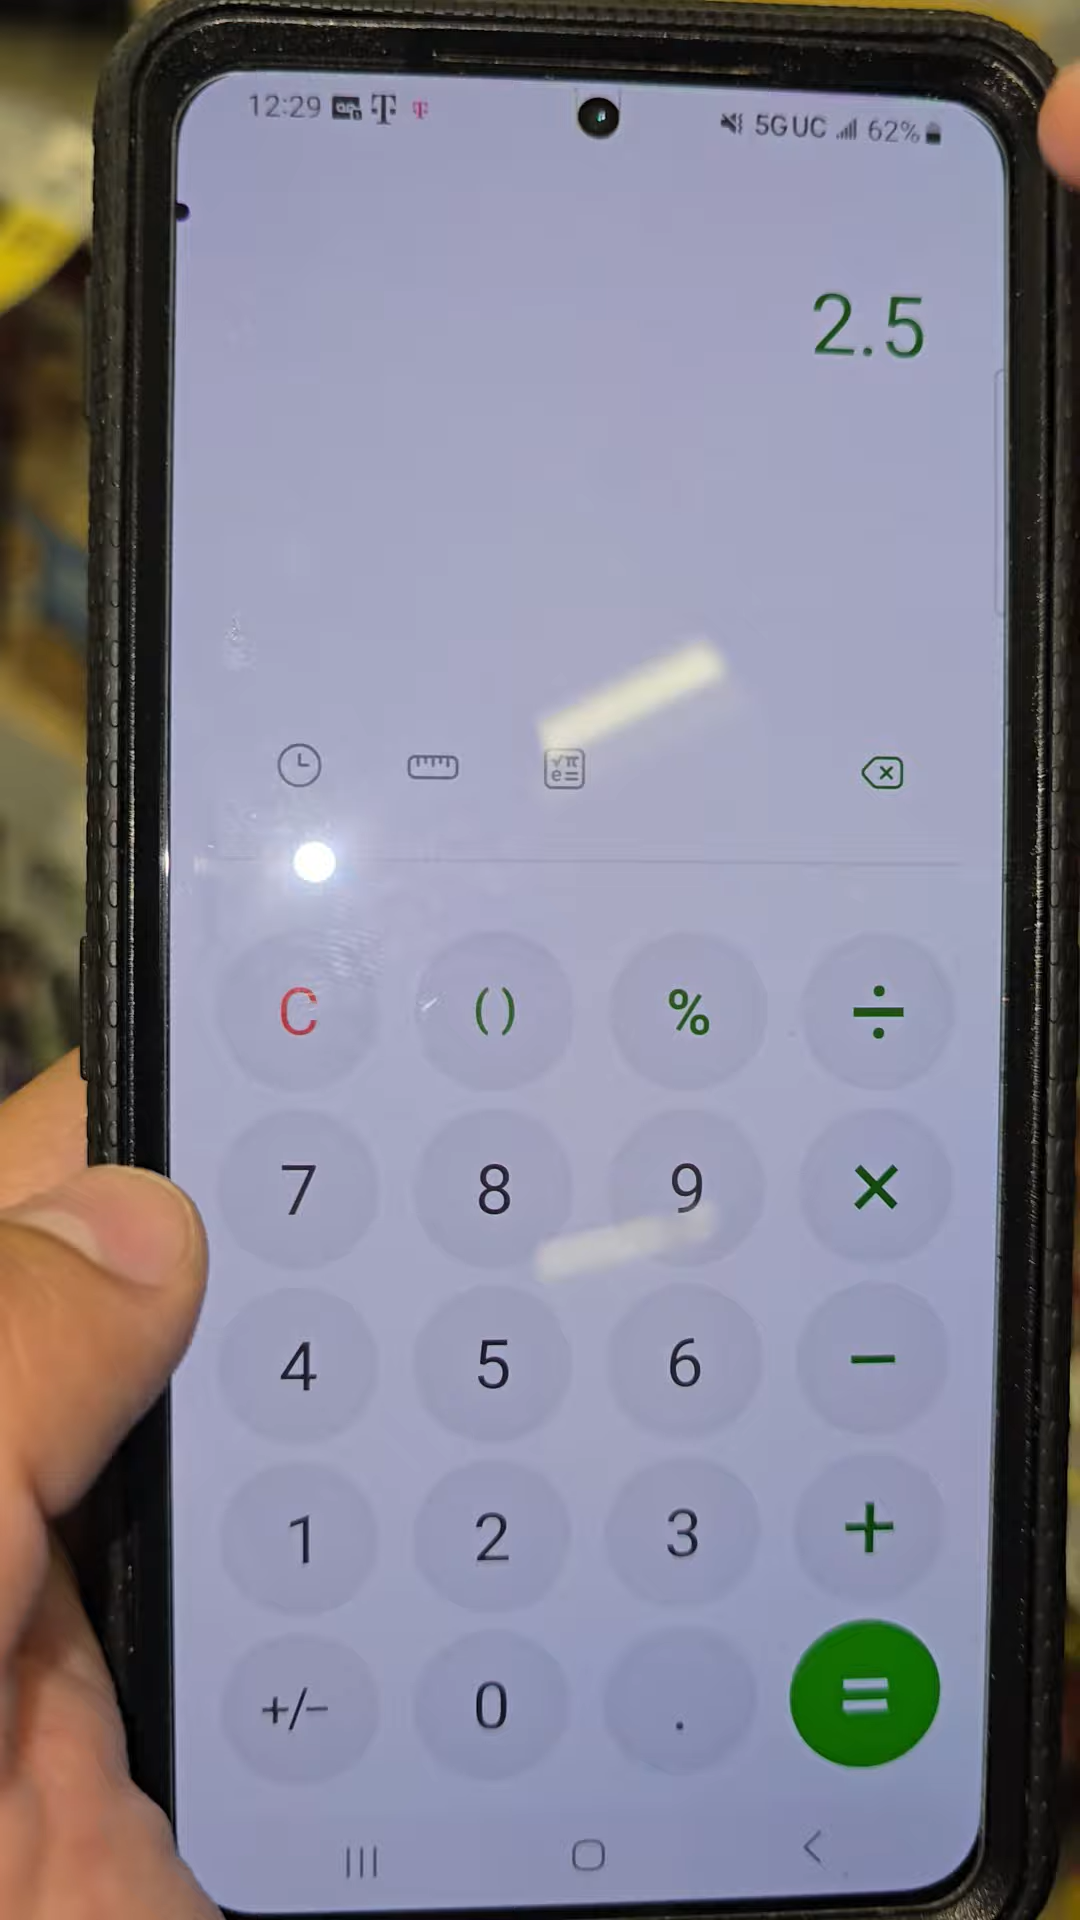 12:29 T T 5G UC 62%
2.5
√π
e=
C () % ÷
7 8 9 ×
4 5 6 −
1 2 3 +
+/− 0 . =